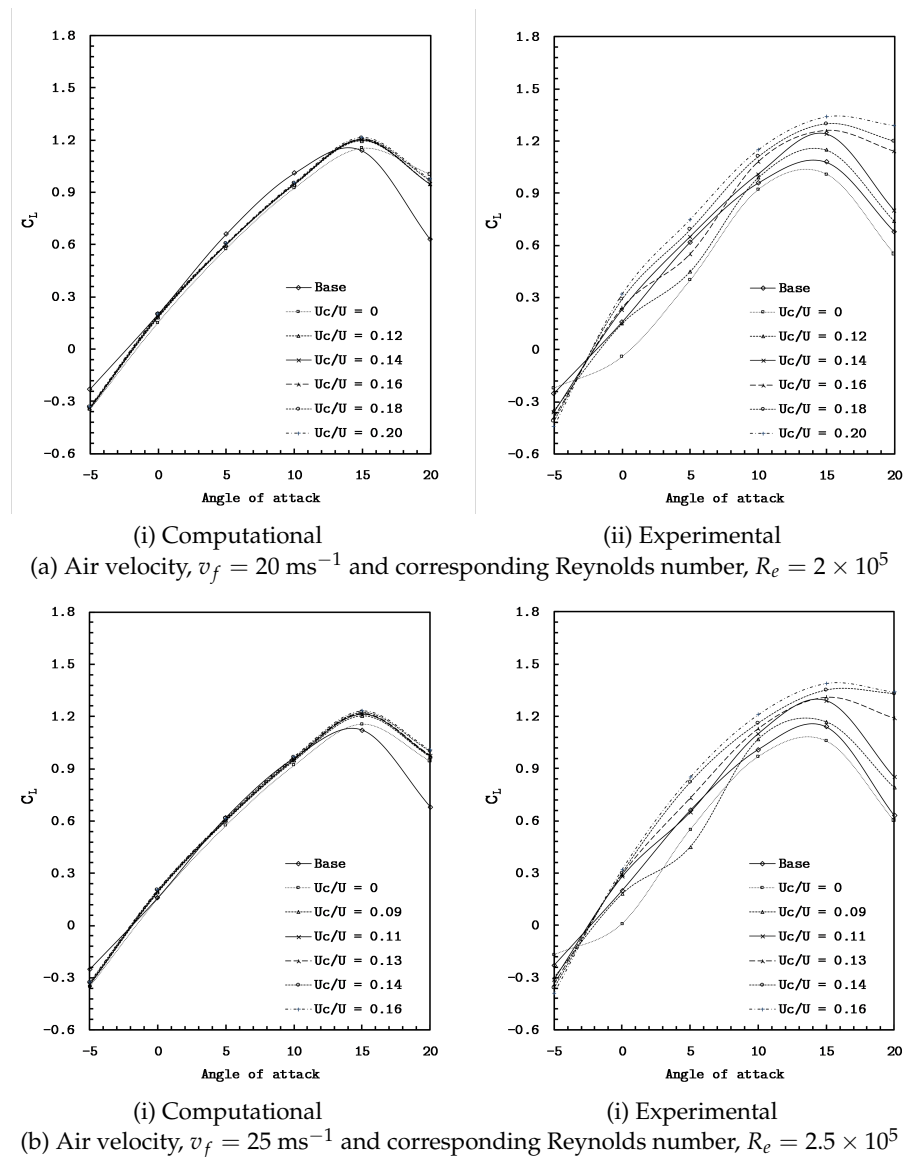 1.8
1.5
1.2
0.9
0.6
0.3
0
-0.3
-0.6
C_L
-5 0 5 10 15 20
Angle of attack
Base
Uc/U = 0
Uc/U = 0.12
Uc/U = 0.14
Uc/U = 0.16
Uc/U = 0.18
Uc/U = 0.20
1.8
1.5
1.2
0.9
0.6
0.3
0
-0.3
-0.6
C_L
-5 0 5 10 15 20
Angle of attack
Base
Uc/U = 0
Uc/U = 0.12
Uc/U = 0.14
Uc/U = 0.16
Uc/U = 0.18
Uc/U = 0.20
(i) Computational
(ii) Experimental
(a) Air velocity, v_f = 20 ms⁻¹ and corresponding Reynolds number, R_e = 2 × 10⁵
1.8
1.5
1.2
0.9
0.6
0.3
0
-0.3
-0.6
C_L
-5 0 5 10 15 20
Angle of attack
Base
Uc/U = 0
Uc/U = 0.09
Uc/U = 0.11
Uc/U = 0.13
Uc/U = 0.14
Uc/U = 0.16
1.8
1.5
1.2
0.9
0.6
0.3
0
-0.3
-0.6
C_L
-5 0 5 10 15 20
Angle of attack
Base
Uc/U = 0
Uc/U = 0.09
Uc/U = 0.11
Uc/U = 0.13
Uc/U = 0.14
Uc/U = 0.16
(i) Computational
(i) Experimental
(b) Air velocity, v_f = 25 ms⁻¹ and corresponding Reynolds number, R_e = 2.5 × 10⁵